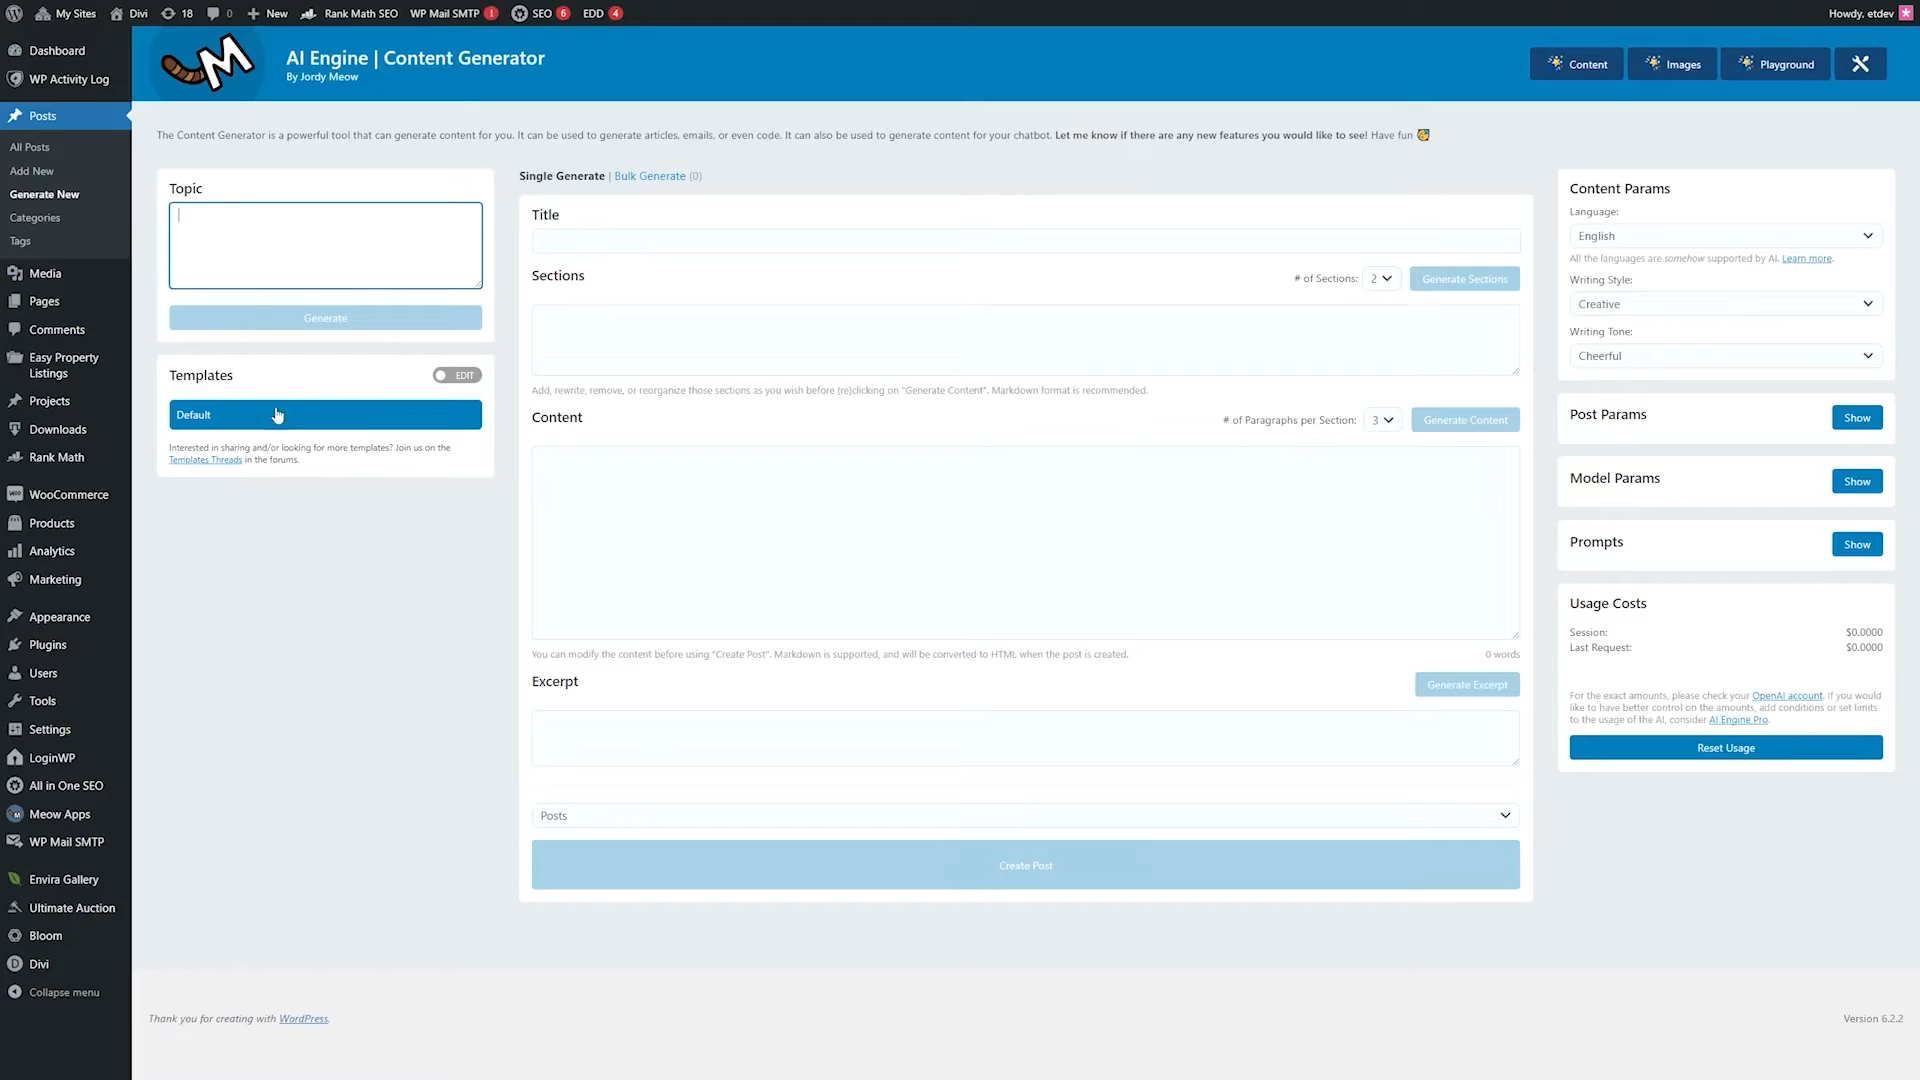 My Sites
Divi
18
0
New
Rank Math SEO
WP Mail SMTP 1
SEO 6
EDD 4
Howdy, etdev
Dashboard
WP Activity Log
Posts
All Posts
Add New
Generate New
Categories
Tags
Media
Pages
Comments
Easy Property
Listings
Projects
Downloads
Rank Math
WooCommerce
Products
Analytics
Marketing
Appearance
Plugins
Users
Tools
Settings
LoginWP
All in One SEO
Meow Apps
WP Mail SMTP
Envira Gallery
Ultimate Auction
Bloom
Divi
Collapse menu
M
AI Engine | Content Generator
By Jordy Meow
Content
Images
Playground
The Content Generator is a powerful tool that can generate content for you. It can be used to generate articles, emails, or even code. It can also be used to generate content for your chatbot. Let me know if there are any new features you would like to see! Have fun
Topic
Generate
Templates
EDIT
Default
Interested in sharing and/or looking for more templates? Join us on the
Templates Threads in the forums.
Single Generate | Bulk Generate (0)
Title
Sections
# of Sections: 2
Generate Sections
Add, rewrite, remove, or reorganize those sections as you wish before (re)clicking on "Generate Content". Markdown format is recommended.
Content
# of Paragraphs per Section: 3
Generate Content
You can modify the content before using "Create Post". Markdown is supported, and will be converted to HTML when the post is created.
0 words
Excerpt
Generate Excerpt
Posts
Create Post
Content Params
Language:
English
All the languages are somehow supported by AI. Learn more.
Writing Style:
Creative
Writing Tone:
Cheerful
Post Params
Show
Model Params
Show
Prompts
Show
Usage Costs
Session: $0.0000
Last Request: $0.0000
For the exact amounts, please check your OpenAI account. If you would
like to have better control on the amounts, add conditions or set limits
to the usage of the AI, consider AI Engine Pro.
Reset Usage
Thank you for creating with WordPress.
Version 6.2.2